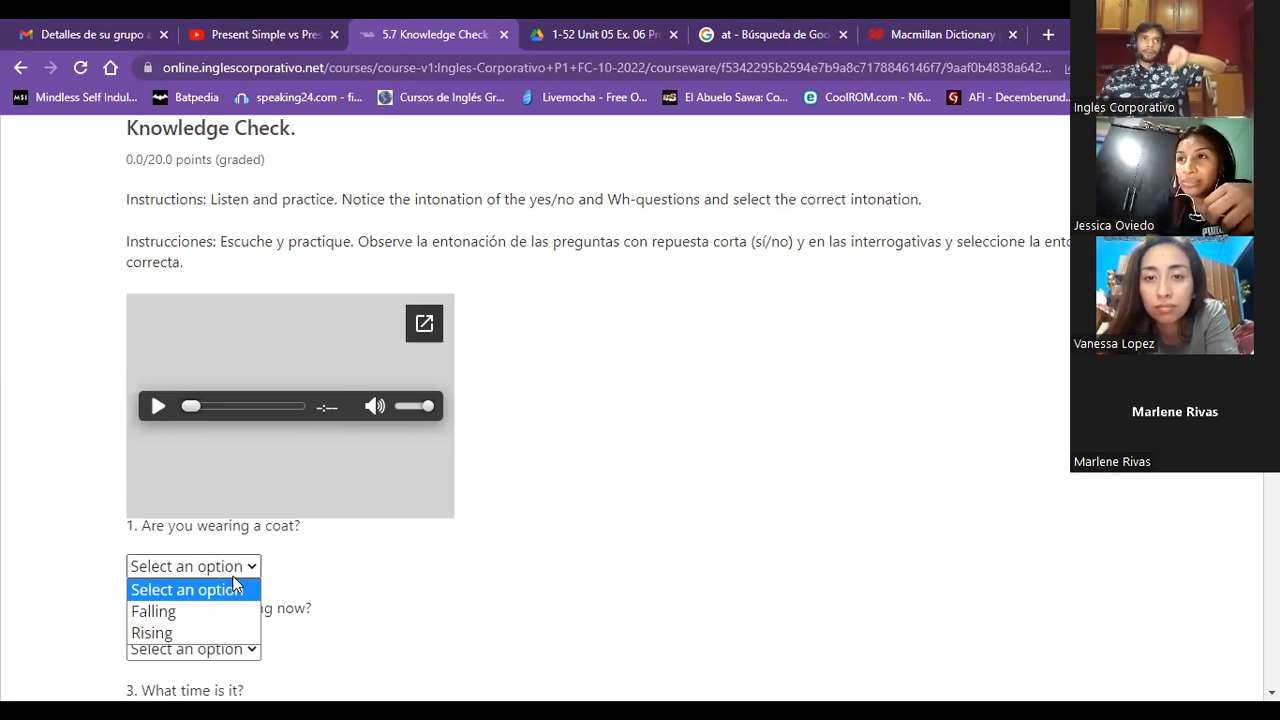 Detalles de su grupo a
Present Simple vs Pres
5.7 Knowledge Check.
1-52 Unit 05 Ex. 06 Pr
at - Búsqueda de Goo
Macmillan Dictionary
online.inglescorporativo.net/courses/course-v1:Ingles-Corporativo+P1+FC-10-2022/courseware/f5342295b2594e7b9a8c7178846146f7/9aaf0b4838a642...
Mindless Self Indul...
Batpedia
speaking24.com - fi...
Cursos de Inglés Gr...
Livemocha - Free O...
El Abuelo Sawa: Co...
CoolROM.com - N6...
AFI - Decemberund
Knowledge Check.
0.0/20.0 points (graded)
Instructions: Listen and practice. Notice the intonation of the yes/no and Wh-questions and select the correct intonation.
Instrucciones: Escuche y practique. Observe la entonación de las preguntas con repuesta corta (sí/no) y en las interrogativas y seleccione la ento
correcta.
-:--
1. Are you wearing a coat?
Select an option
Select an optio
Falling
Rising
ng now?
Select an option
3. What time is it?
Ingles Corporativo
Jessica Oviedo
Vanessa Lopez
Marlene Rivas
Marlene Rivas